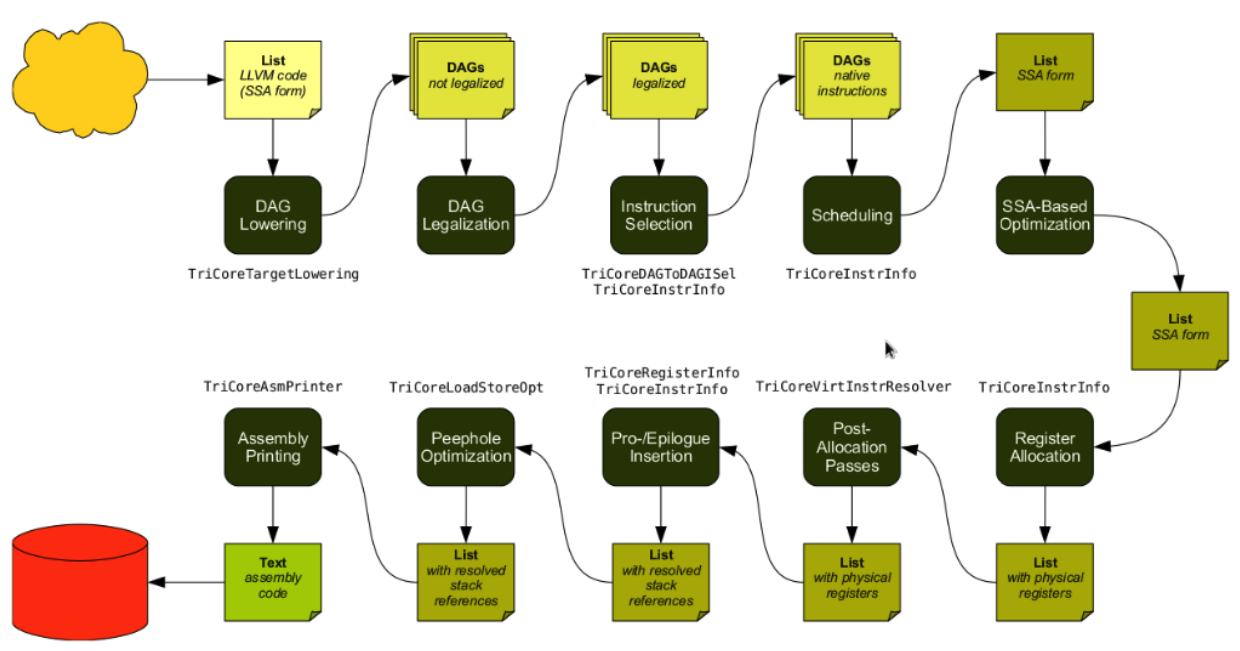 List
LLVM code
(SSA form)
DAGs
not legalized
DAGs
legalized
DAGs
native
instructions
List
SSA form
DAG
Lowering
DAG
Legalization
Instruction
Selection
Scheduling
SSA-Based
Optimization
TriCoreTargetLowering
TriCoreDAGToDAGISel
TriCoreInstrInfo
TriCoreInstrInfo
List
SSA form
TriCoreAsmPrinter
TriCoreLoadStoreOpt
TriCoreRegisterInfo
TriCoreInstrInfo
TriCoreVirtInstrResolver
TriCoreInstrInfo
Assembly
Printing
Peephole
Optimization
Pro-/Epilogue
Insertion
Post-
Allocation
Passes
Register
Allocation
Text
assembly
code
List
with resolved
stack
references
List
with resolved
stack
references
List
with physical
registers
List
with physical
registers